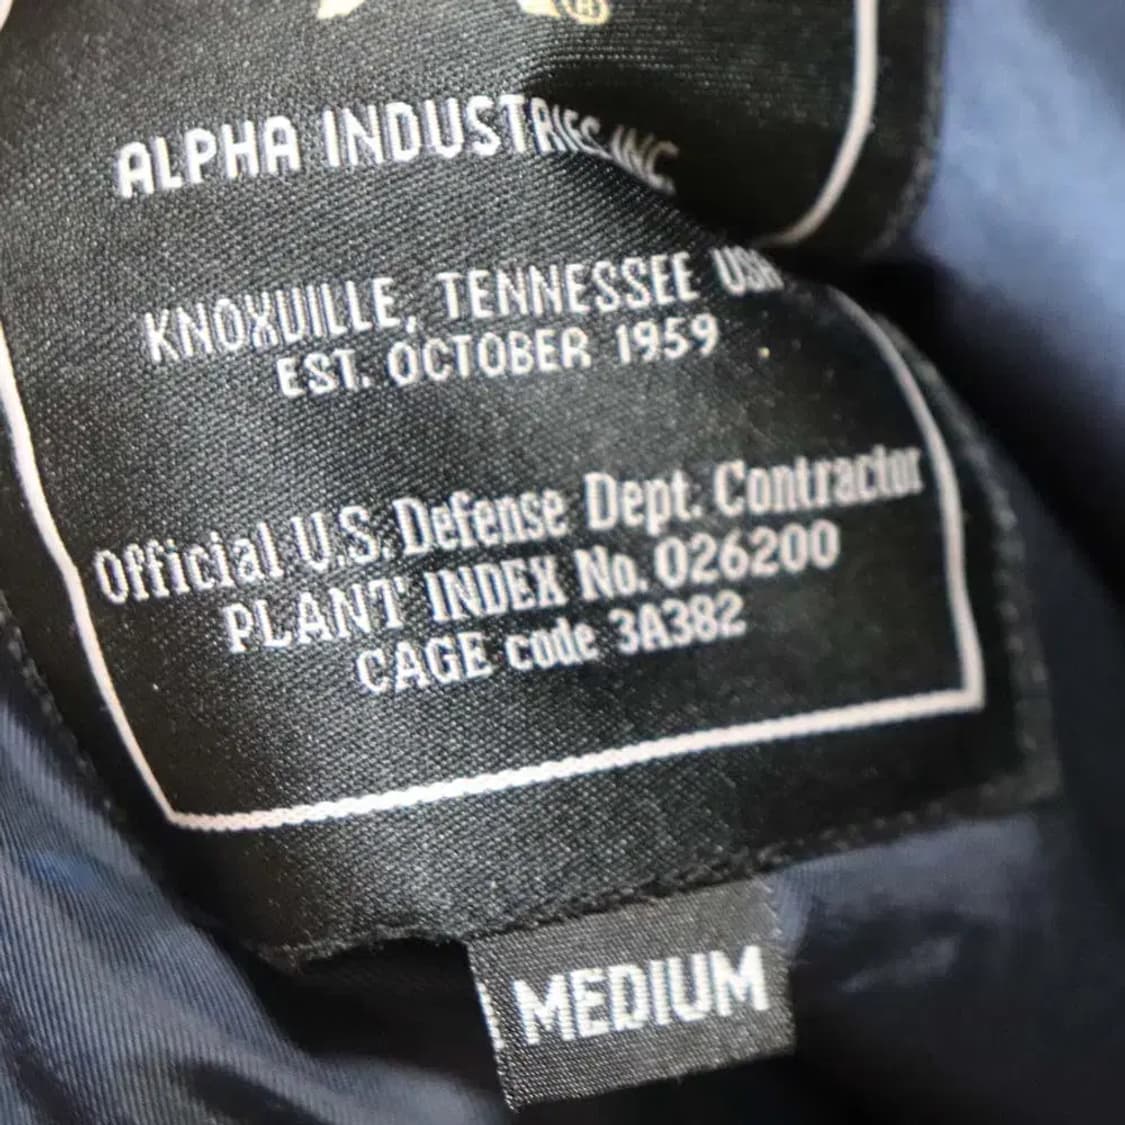 ®
ALPHA INDUSTRIES INC.
KNOXVILLE, TENNESSEE USA
EST. OCTOBER 1959
Official U.S. Defense Dept. Contractor
PLANT INDEX No. 026200
CAGE code 3A382
MEDIUM